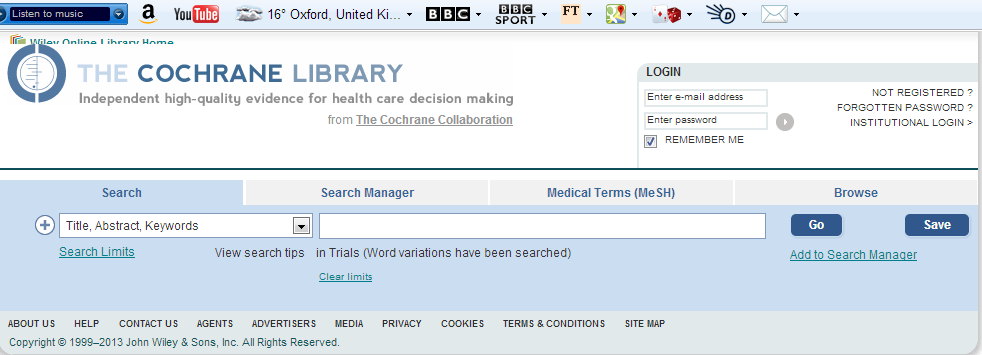 Listen to music
a
YouTube
16° Oxford, United Ki...
BBC
BBC SPORT
FT
Wiley Online Library Home
THE COCHRANE LIBRARY
Independent high-quality evidence for health care decision making
from The Cochrane Collaboration
LOGIN
Enter e-mail address
Enter password
REMEMBER ME
NOT REGISTERED ?
FORGOTTEN PASSWORD ?
INSTITUTIONAL LOGIN >
Search
Search Manager
Medical Terms (MeSH)
Browse
Title, Abstract, Keywords
Go
Save
Search Limits
View search tips
in Trials (Word variations have been searched)
Add to Search Manager
Clear limits
ABOUT US
HELP
CONTACT US
AGENTS
ADVERTISERS
MEDIA
PRIVACY
COOKIES
TERMS & CONDITIONS
SITE MAP
Copyright © 1999–2013 John Wiley & Sons, Inc. All Rights Reserved.